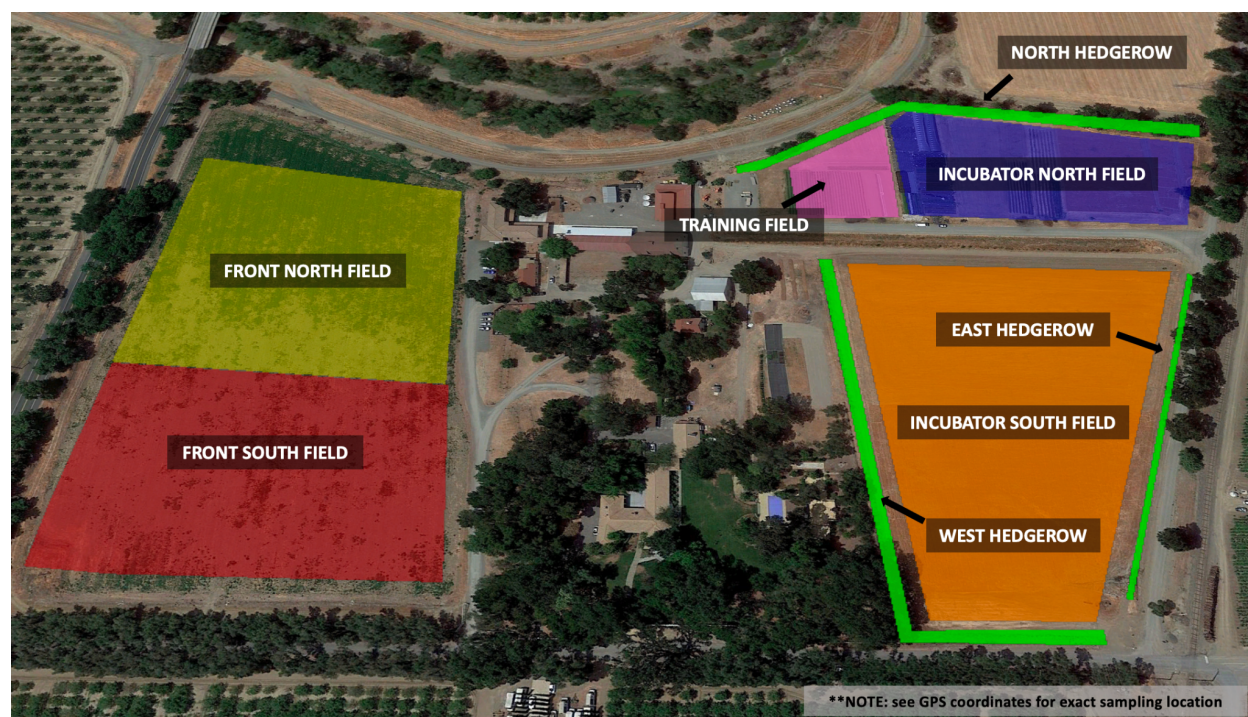 NORTH HEDGEROW
INCUBATOR NORTH FIELD
TRAINING FIELD
FRONT NORTH FIELD
EAST HEDGEROW
INCUBATOR SOUTH FIELD
FRONT SOUTH FIELD
WEST HEDGEROW
**NOTE: see GPS coordinates for exact sampling location